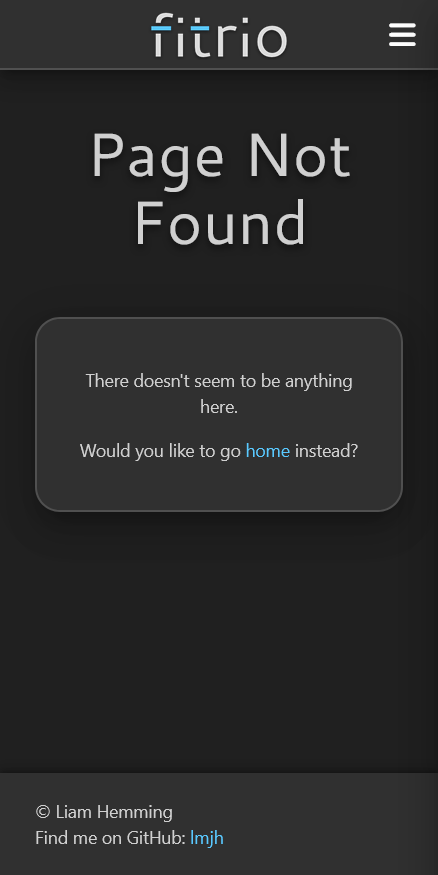 fitrio
Page Not
Found
There doesn't seem to be anything
here.
Would you like to go home instead?
© Liam Hemming
Find me on GitHub: lmjh